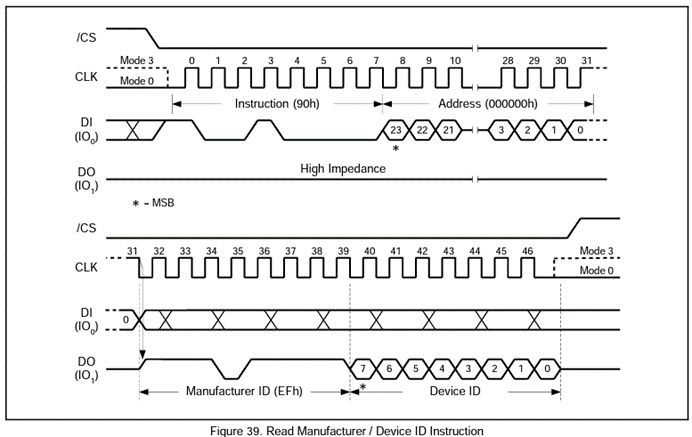 /CS
Mode 3 0 1 2 3 4 5 6 7 8 9 10 28 29 30 31
CLK Mode 0
Instruction (90h) Address (000000h)
DI
(IO0) 23 22 21 3 2 1 0
*
High Impedance
DO
(IO1)
* - MSB
/CS
31 32 33 34 35 36 37 38 39 40 41 42 43 44 45 46 Mode 3
CLK Mode 0
DI
(IO0) 0
DO
(IO1) 7 6 5 4 3 2 1 0
*
Manufacturer ID (EFh) Device ID
Figure 39. Read Manufacturer / Device ID Instruction